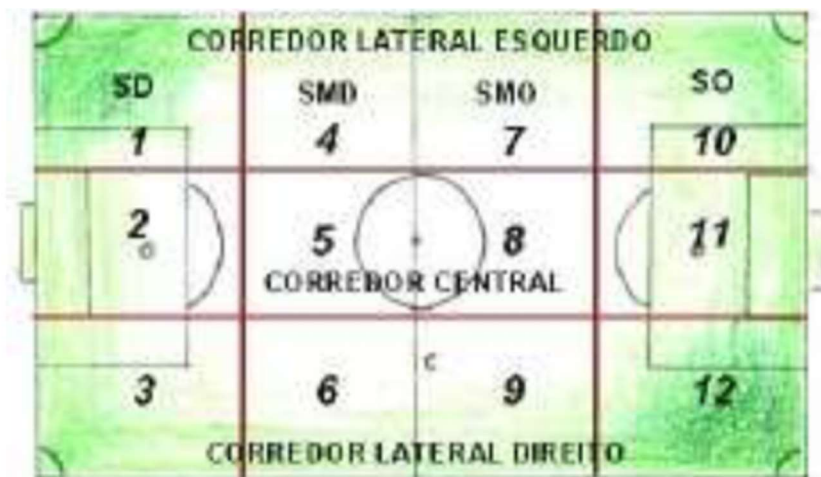 CORREDOR LATERAL ESQUERDO
SD SMD SMO SO
1 4 7 10
2 5 8 11
CORREDOR CENTRAL
C
3 6 9 12
CORREDOR LATERAL DIREITO